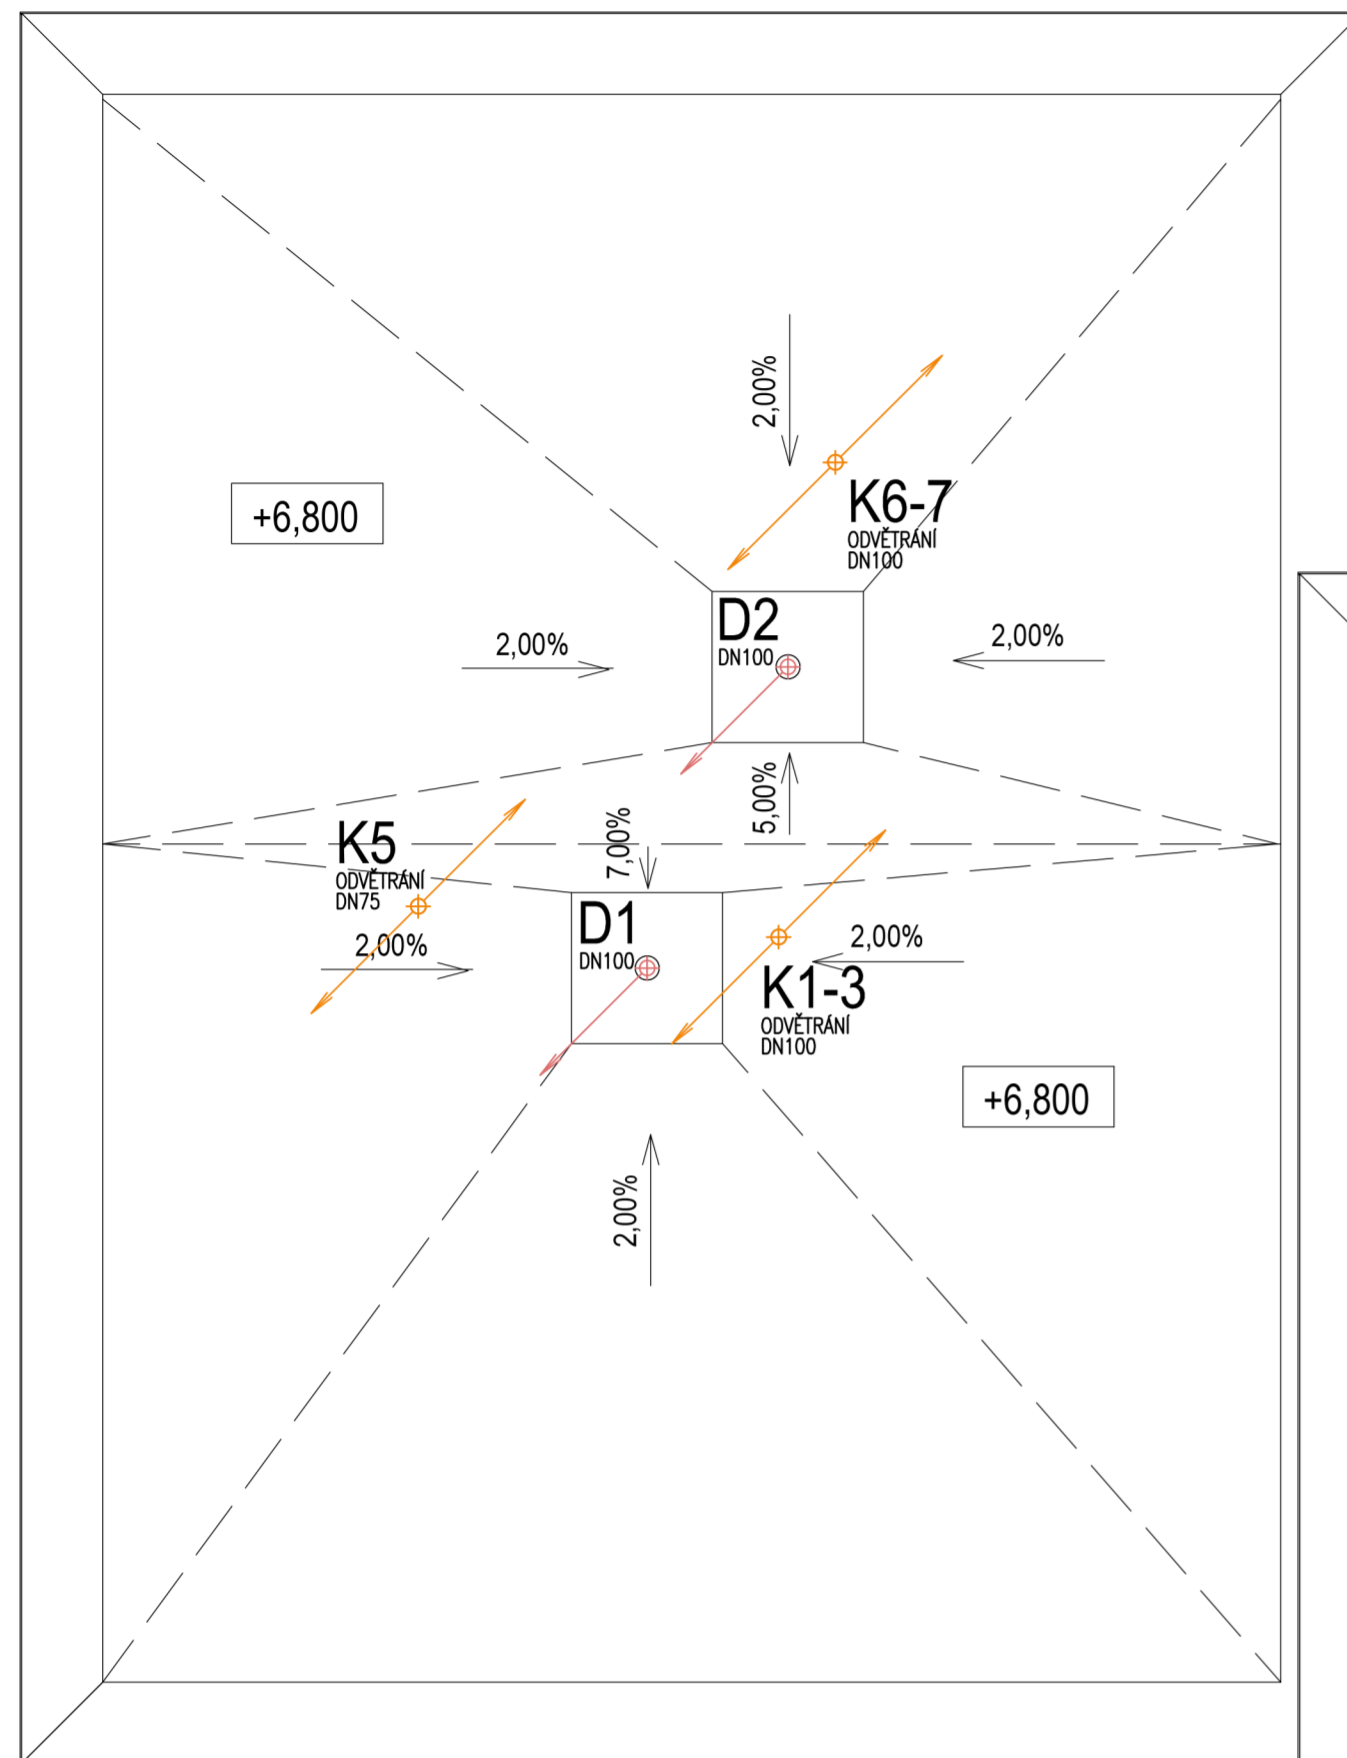 2,00%
K6-7
ODVĚTRÁNÍ
DN100
+6,800
D2
DN100
2,00%
2,00%
5,00%
7,00%
K5
ODVĚTRÁNÍ
DN75
2,00%
D1
DN100
2,00%
K1-3
ODVĚTRÁNÍ
DN100
+6,800
2,00%